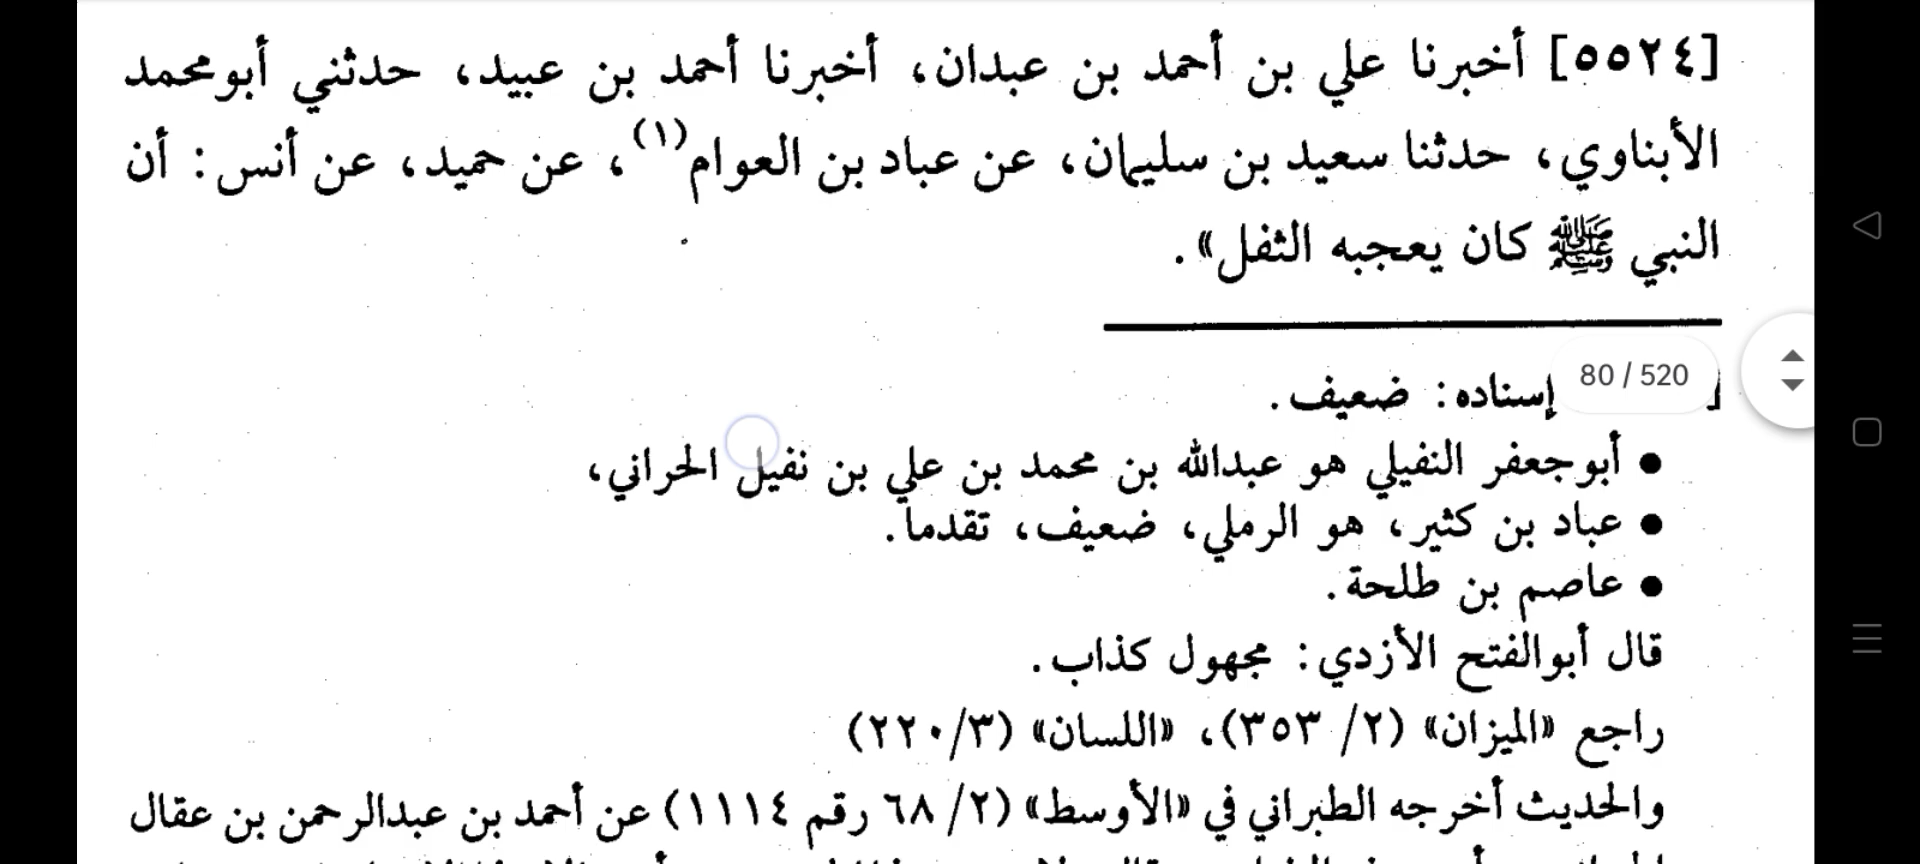 [٥٥٢٤] أخبرنا علي بن أحمد بن عبدان، أخبرنا أحمد بن عبيد، حدثني أبومحمد
الأبناوي، حدثنا سعيد بن سليمان، عن عباد بن العوام(١)، عن حميد، عن أنس: أن
النبي ﷺ كان يعجبه الثفل».
80 / 520
إسناده: ضعيف.
● أبوجعفر النفيلي هو عبدالله بن محمد بن علي بن نفيل الحراني،
● عباد بن كثير، هو الرملي، ضعيف، تقدما.
● عاصم بن طلحة.
قال أبوالفتح الأزدي: مجهول كذاب.
راجع «الميزان» (٢/ ٣٥٣)، «اللسان» (٣/٢٢٠)
والحديث أخرجه الطبراني في «الأوسط» (٢/ ٦٨ رقم ١١١٤) عن أحمد بن عبدالرحمن بن عقال